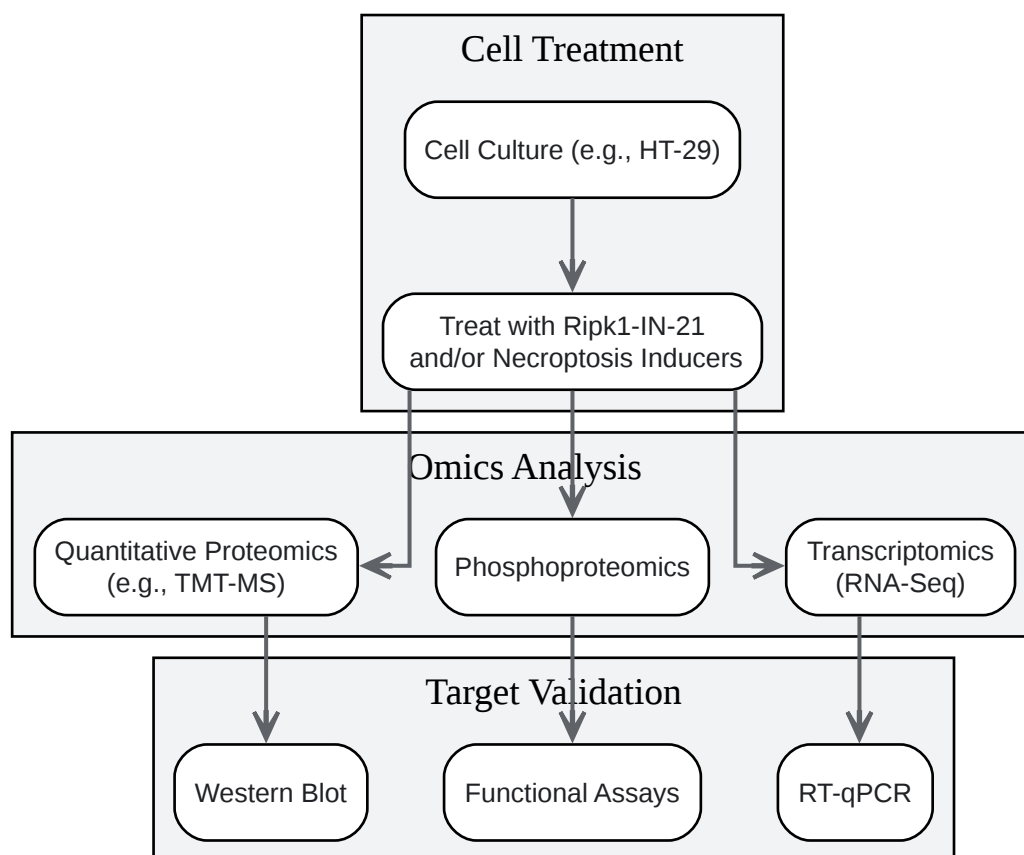 Cell Treatment
Cell Culture (e.g., HT-29)
Treat with Ripk1-IN-21
and/or Necroptosis Inducers
Omics Analysis
Quantitative Proteomics
(e.g., TMT-MS)
Phosphoproteomics
Transcriptomics
(RNA-Seq)
Target Validation
Western Blot
Functional Assays
RT-qPCR